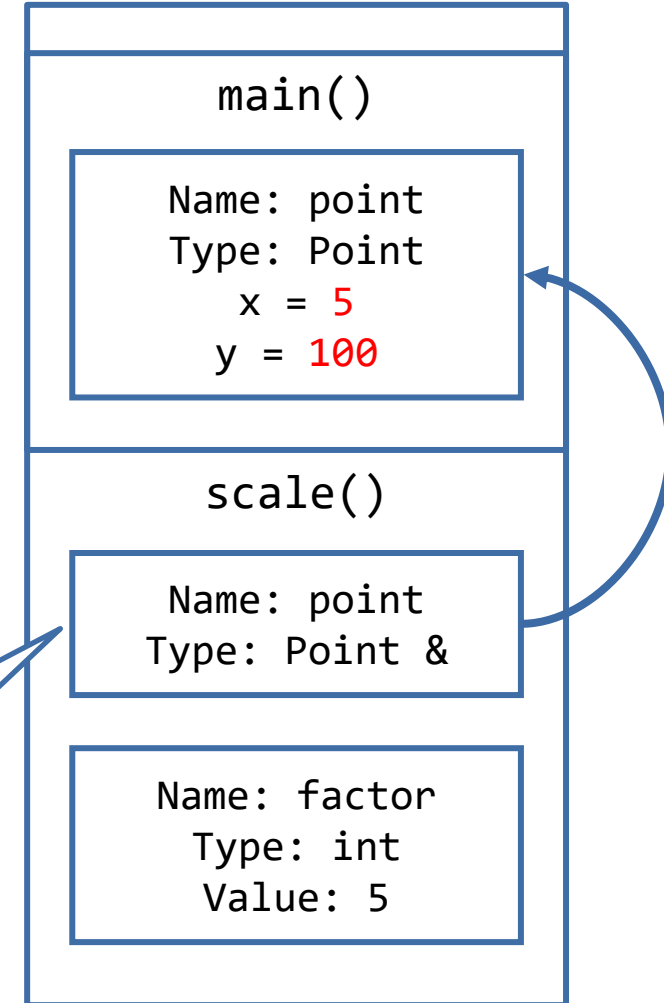 main()
Name: point
Type: Point
x = 5
y = 100
scale()
Name: point
Type: Point &
Name: factor
Type: int
Value: 5